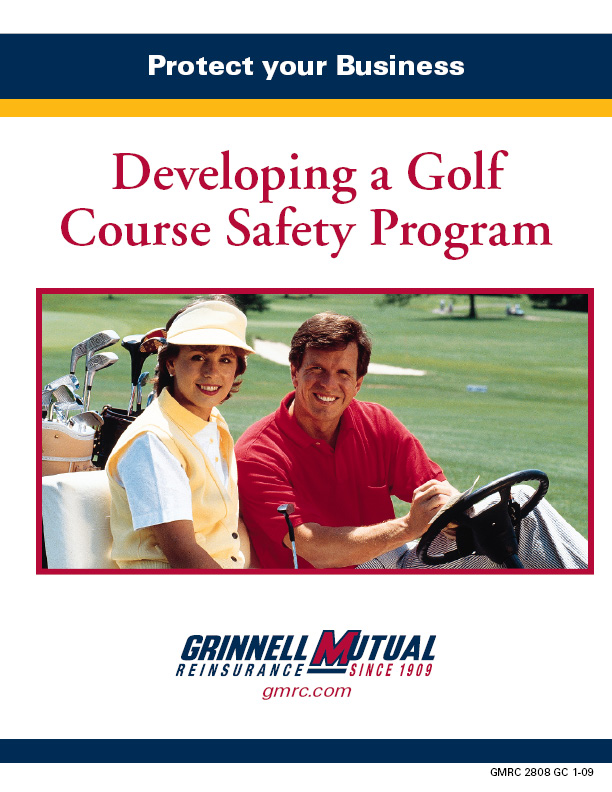 Protect your Business
Developing a Golf
Course Safety Program
GRINNELL MUTUAL
REINSURANCE SINCE 1909
gmrc.com
GMRC 2808 GC 1-09